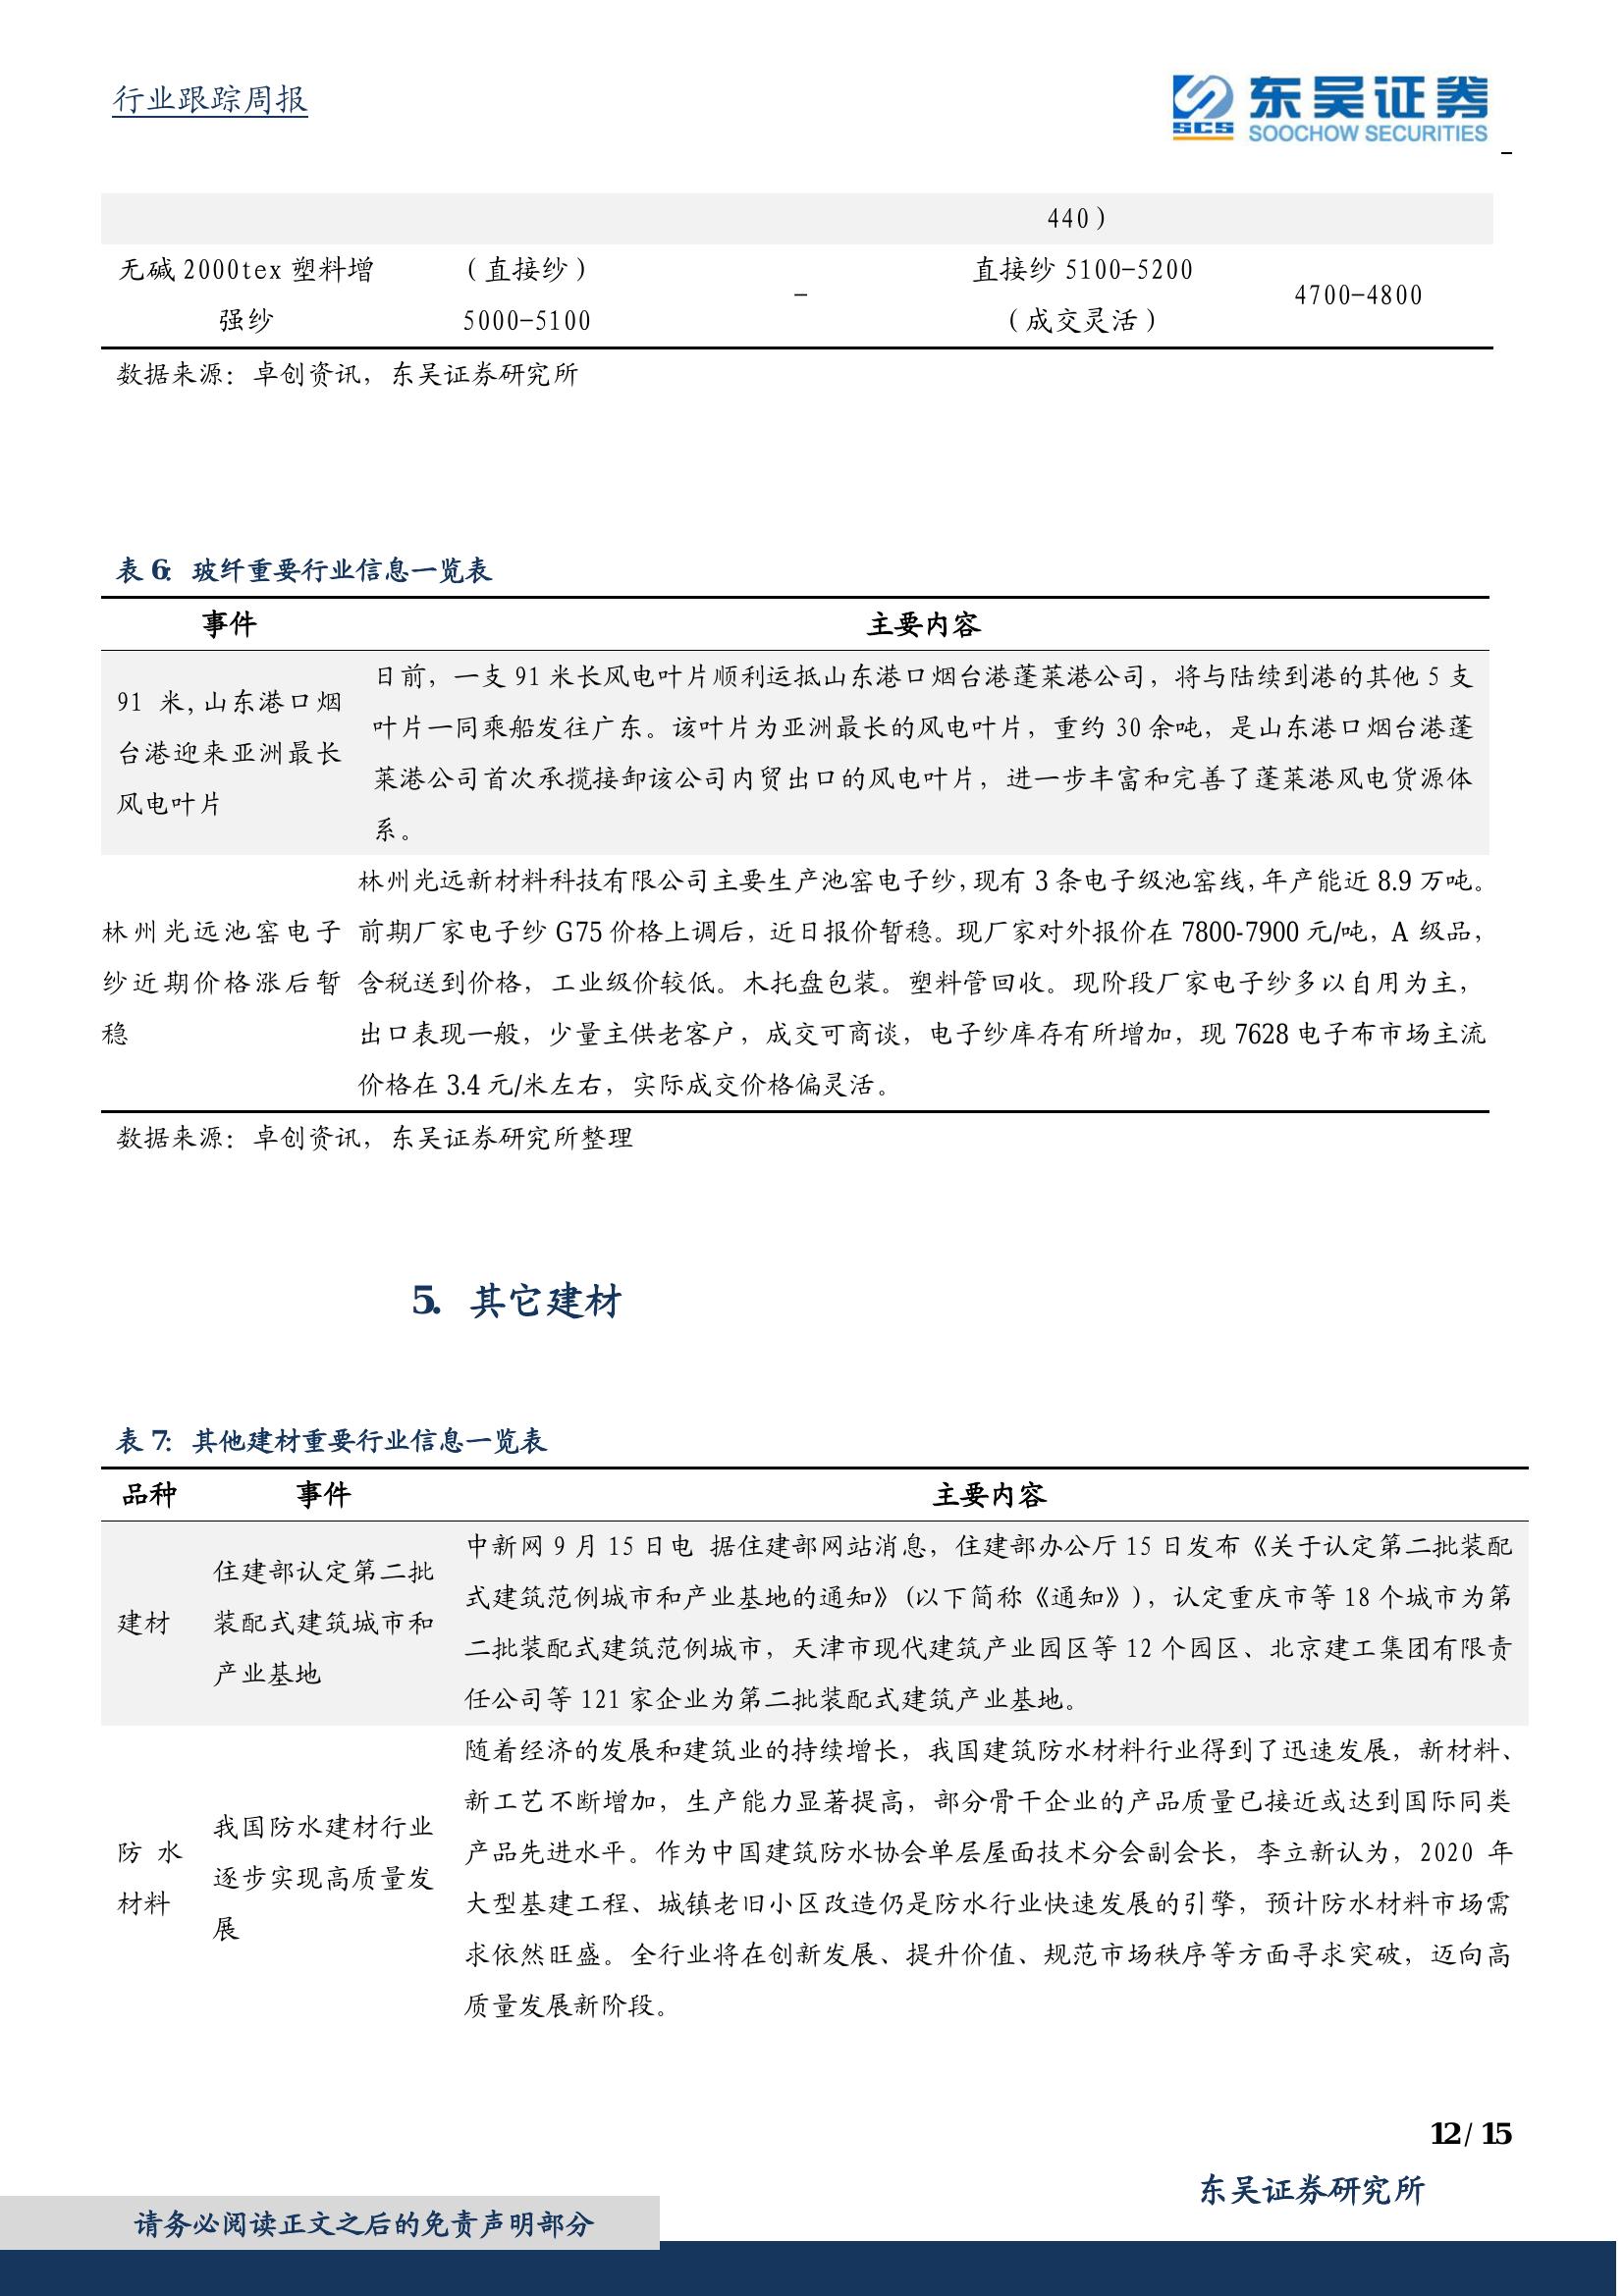 行业跟踪周报
东吴证券
SCS
SOOCHOW SECURITIES
440）
无碱 2000tex 塑料增
强纱
（直接纱）
5000-5100
-
直接纱 5100-5200
（成交灵活）
4700-4800
数据来源：卓创资讯，东吴证券研究所
表 6：玻纤重要行业信息一览表
事件 主要内容
91 米,山东港口烟
台港迎来亚洲最长
风电叶片
日前，一支 91 米长风电叶片顺利运抵山东港口烟台港蓬莱港公司，将与陆续到港的其他 5 支
叶片一同乘船发往广东。该叶片为亚洲最长的风电叶片，重约 30 余吨，是山东港口烟台港蓬
莱港公司首次承揽接卸该公司内贸出口的风电叶片，进一步丰富和完善了蓬莱港风电货源体
系。
林州光远池窑电子
纱近期价格涨后暂
稳
林州光远新材料科技有限公司主要生产池窑电子纱,现有 3 条电子级池窑线,年产能近 8.9 万吨。
前期厂家电子纱 G75 价格上调后，近日报价暂稳。现厂家对外报价在 7800-7900 元/吨，A 级品，
含税送到价格，工业级价较低。木托盘包装。塑料管回收。现阶段厂家电子纱多以自用为主，
出口表现一般，少量主供老客户，成交可商谈，电子纱库存有所增加，现 7628 电子布市场主流
价格在 3.4 元/米左右，实际成交价格偏灵活。
数据来源：卓创资讯，东吴证券研究所整理
5. 其它建材
表 7：其他建材重要行业信息一览表
品种 事件 主要内容
建材
住建部认定第二批
装配式建筑城市和
产业基地
中新网 9 月 15 日电 据住建部网站消息，住建部办公厅 15 日发布《关于认定第二批装配
式建筑范例城市和产业基地的通知》(以下简称《通知》)，认定重庆市等 18 个城市为第
二批装配式建筑范例城市，天津市现代建筑产业园区等 12 个园区、北京建工集团有限责
任公司等 121 家企业为第二批装配式建筑产业基地。
防 水
材料
我国防水建材行业
逐步实现高质量发
展
随着经济的发展和建筑业的持续增长，我国建筑防水材料行业得到了迅速发展，新材料、
新工艺不断增加，生产能力显著提高，部分骨干企业的产品质量已接近或达到国际同类
产品先进水平。作为中国建筑防水协会单层屋面技术分会副会长，李立新认为，2020 年
大型基建工程、城镇老旧小区改造仍是防水行业快速发展的引擎，预计防水材料市场需
求依然旺盛。全行业将在创新发展、提升价值、规范市场秩序等方面寻求突破，迈向高
质量发展新阶段。
12 / 15
东吴证券研究所
请务必阅读正文之后的免责声明部分